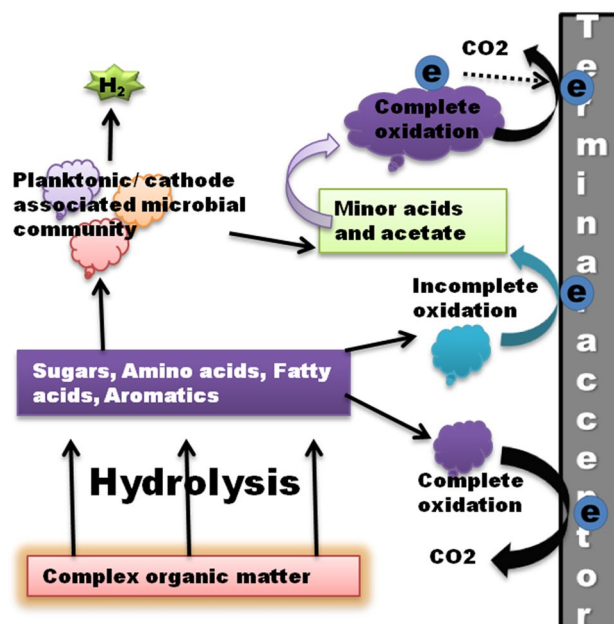 CO2
e
e
H2
Complete
oxidation
Planktonic/ cathode
associated microbial
community
Minor acids
and acetate
Incomplete
oxidation
e
Sugars, Amino acids, Fatty
acids, Aromatics
Hydrolysis
Complete
oxidation
e
CO2
Complex organic matter
Terminal acceptor